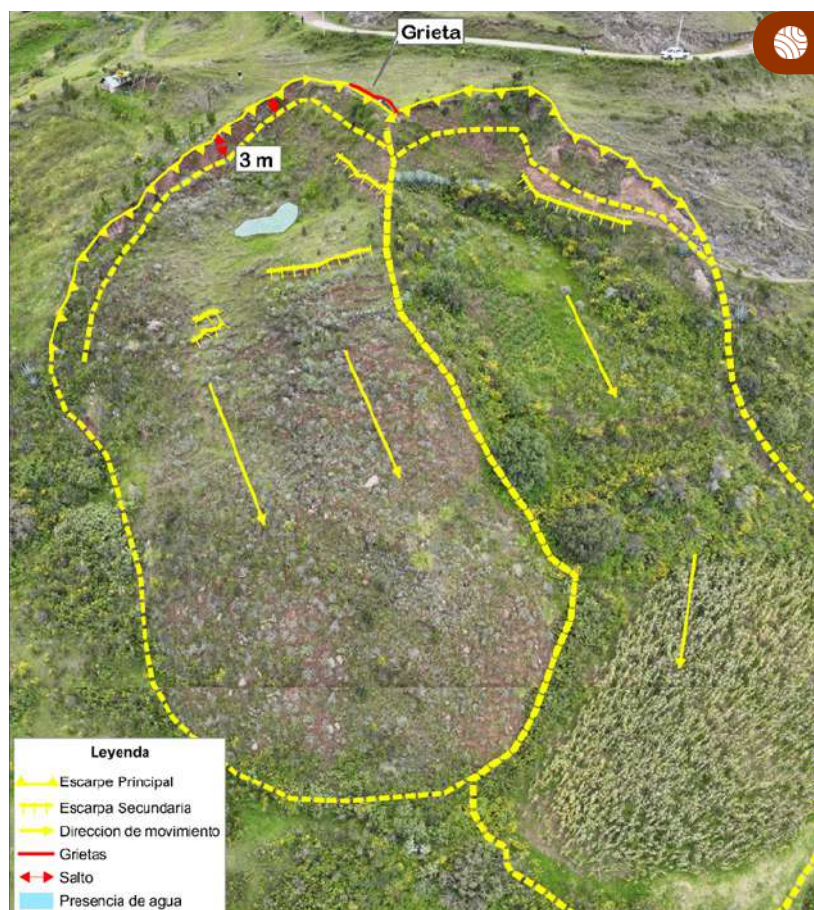 Grieta
3 m
Leyenda
Escarpe Principal
Escarpa Secundaria
Direccion de movimiento
Grietas
Salto
Presencia de agua